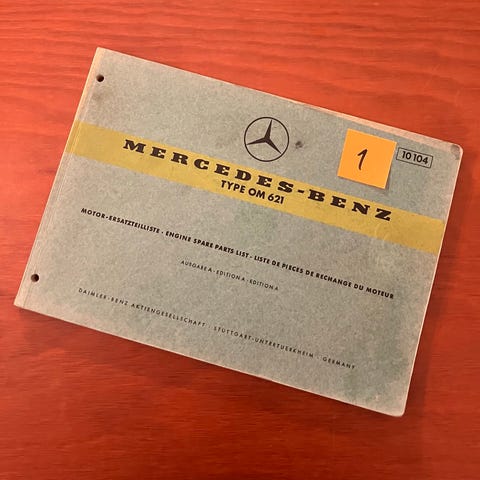 1
10 104
MERCEDES-BENZ
TYPE OM 621
MOTOR-ERSATZTEILLISTE · ENGINE SPARE PARTS LIST · LISTE DE PIECES DE RECHANGE DU MOTEUR
AUSGABE A · EDITION A · EDITION A
DAIMLER-BENZ AKTIENGESELLSCHAFT · STUTTGART-UNTERTUERKHEIM · GERMANY